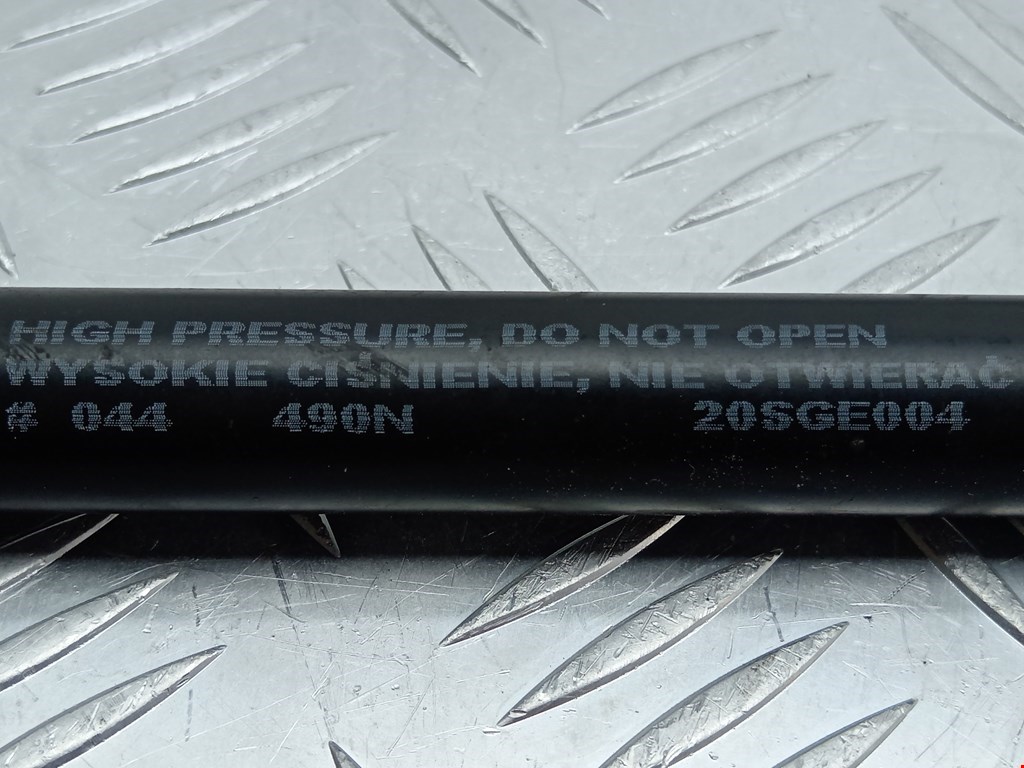 HIGH PRESSURE, DO NOT OPEN
WYSOKIE CIŚNIENIE, NIE OTWIERAĆ
# 044 490N 20SGE004